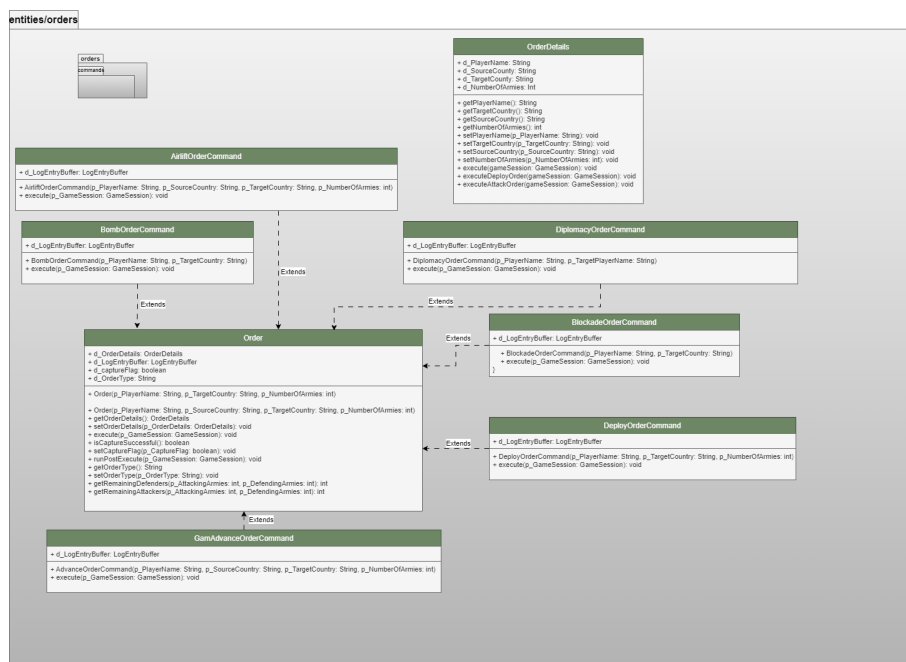 entities/orders
orders
commands
OrderDetails
+ d_PlayerName: String
+ d_SourceCounty: String
+ d_TargetCounty: String
+ d_NumberOfArmies: Int
+ getPlayerName(): String
+ getTargetCountry(): String
+ getSourceCountry(): String
+ getNumberOfArmies(): int
+ setPlayerName(p_PlayerName: String): void
+ setTargetCountry(p_TargetCountry: String): void
+ setSourceCountry(p_SourceCountry: String): void
+ setNumberOfArmies(p_NumberOfArmies: int): void
+ execute(gameSession: GameSession): void
+ executeDeployOrder(gameSession: GameSession): void
+ executeAttackOrder(gameSession: GameSession): void
AirliftOrderCommand
+ d_LogEntryBuffer: LogEntryBuffer
+ AirliftOrderCommand(p_PlayerName: String, p_SourceCountry: String, p_TargetCountry: String, p_NumberOfArmies: int)
+ execute(p_GameSession: GameSession): void
BombOrderCommand
+ d_LogEntryBuffer: LogEntryBuffer
+ BombOrderCommand(p_PlayerName: String, p_TargetCountry: String)
+ execute(p_GameSession: GameSession): void
DiplomacyOrderCommand
+ d_LogEntryBuffer: LogEntryBuffer
+ DiplomacyOrderCommand(p_PlayerName: String, p_TargetPlayerName: String)
+ execute(p_GameSession: GameSession): void
Extends
Extends
Extends
BlockadeOrderCommand
+ d_LogEntryBuffer: LogEntryBuffer
+ BlockadeOrderCommand(p_PlayerName: String, p_TargetCountry: String)
+ execute(p_GameSession: GameSession): void
}
Extends
Order
+ d_OrderDetails: OrderDetails
+ d_LogEntryBuffer: LogEntryBuffer
+ d_captureFlag: boolean
+ d_OrderType: String
+ Order(p_PlayerName: String, p_TargetCountry: String, p_NumberOfArmies: int)
+ Order(p_PlayerName: String, p_SourceCountry: String, p_TargetCountry: String, p_NumberOfArmies: int)
+ getOrderDetails(): OrderDetails
+ setOrderDetails(p_OrderDetails: OrderDetails): void
+ execute(p_GameSession: GameSession): void
+ isCaptureSuccessful(): boolean
+ setCaptureFlag(p_CaptureFlag: boolean): void
+ runPostExecute(p_GameSession: GameSession): void
+ getOrderType(): String
+ setOrderType(p_OrderType: String): void
+ getRemainingDefenders(p_AttackingArmies: int, p_DefendingArmies: int): int
+ getRemainingAttackers(p_AttackingArmies: int, p_DefendingArmies: int): int
DeployOrderCommand
+ d_LogEntryBuffer: LogEntryBuffer
+ DeployOrderCommand(p_PlayerName: String, p_TargetCountry: String, p_NumberOfArmies: int)
+ execute(p_GameSession: GameSession): void
Extends
Extends
GamAdvanceOrderCommand
+ d_LogEntryBuffer: LogEntryBuffer
+ AdvanceOrderCommand(p_PlayerName: String, p_SourceCountry: String, p_TargetCountry: String, p_NumberOfArmies: int)
+ execute(p_GameSession: GameSession): void